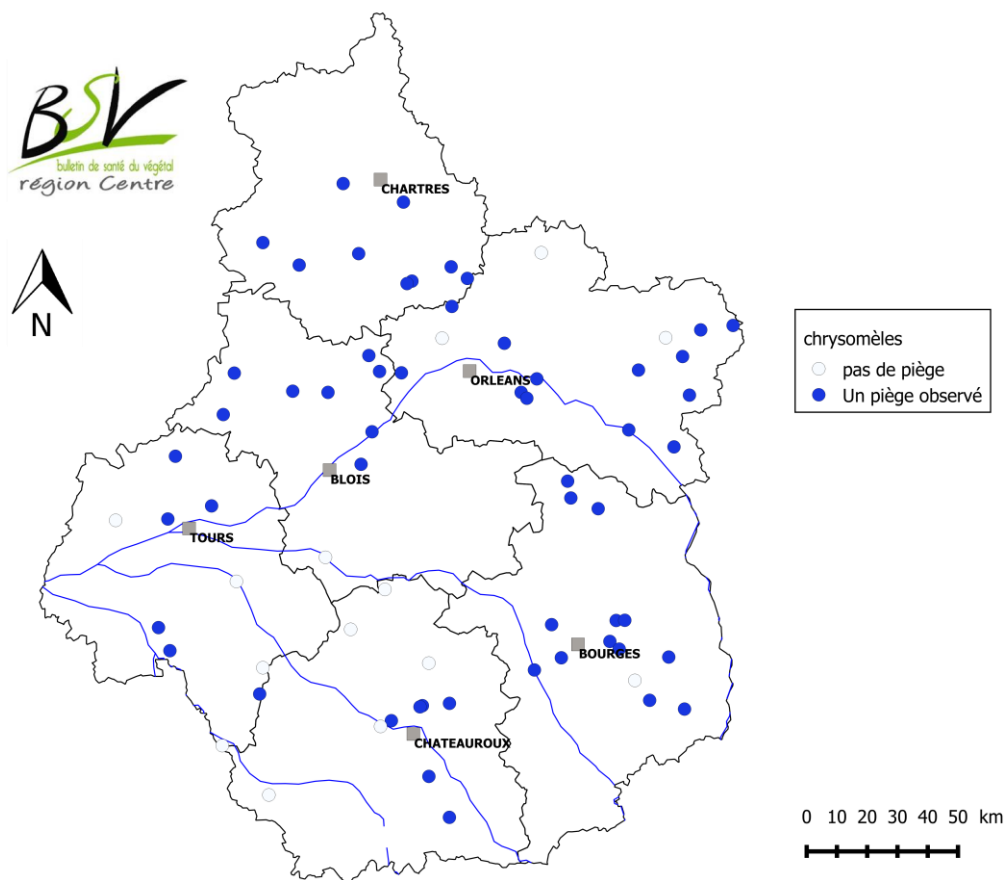 BSV
bulletin de santé du végétal
région Centre
N
CHARTRES
ORLEANS
BLOIS
TOURS
BOURGES
CHATEAUROUX
chrysomèles
pas de piège
Un piège observé
0 10 20 30 40 50 km